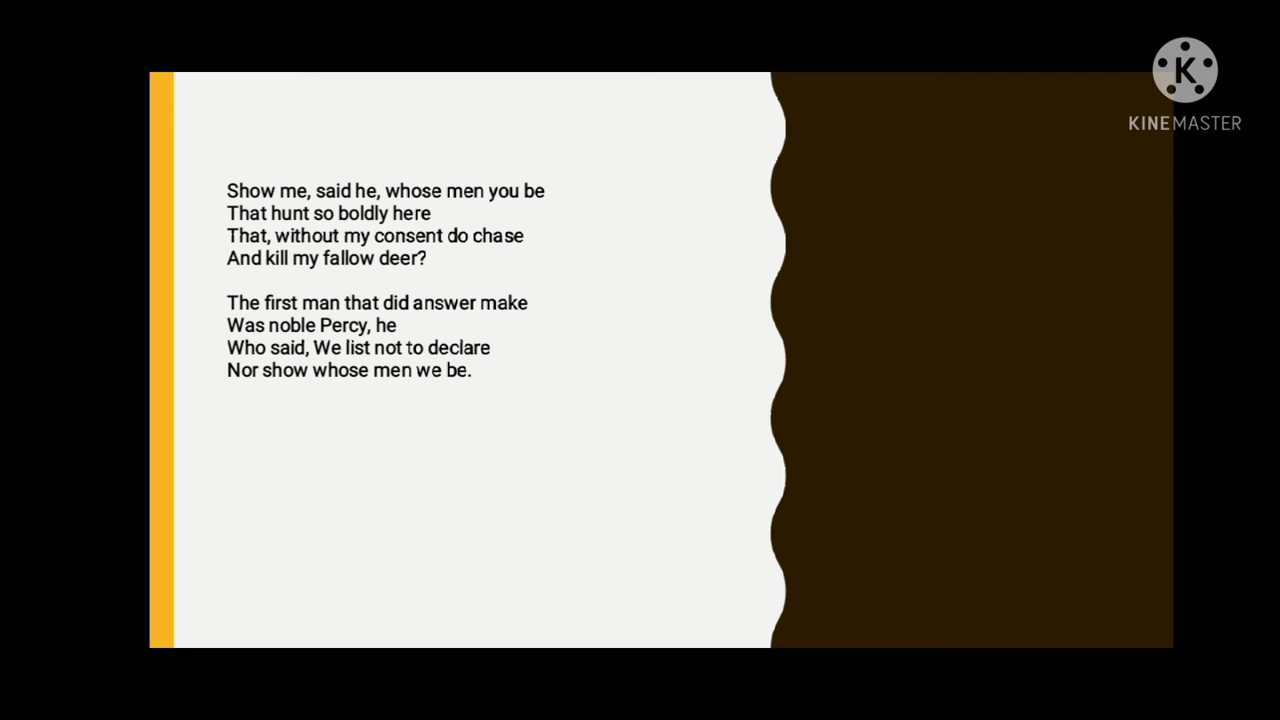 K
KINEMASTER
Show me, said he, whose men you be
That hunt so boldly here
That, without my consent do chase
And kill my fallow deer?
The first man that did answer make
Was noble Percy, he
Who said, We list not to declare
Nor show whose men we be.